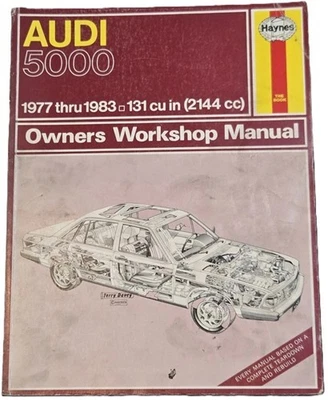 AUDI
5000
Haynes
1977 thru 1983 □ 131 cu in (2144 cc)
Owners Workshop Manual
EVERY MANUAL BASED ON A
COMPLETE TEARDOWN
AND REBUILD